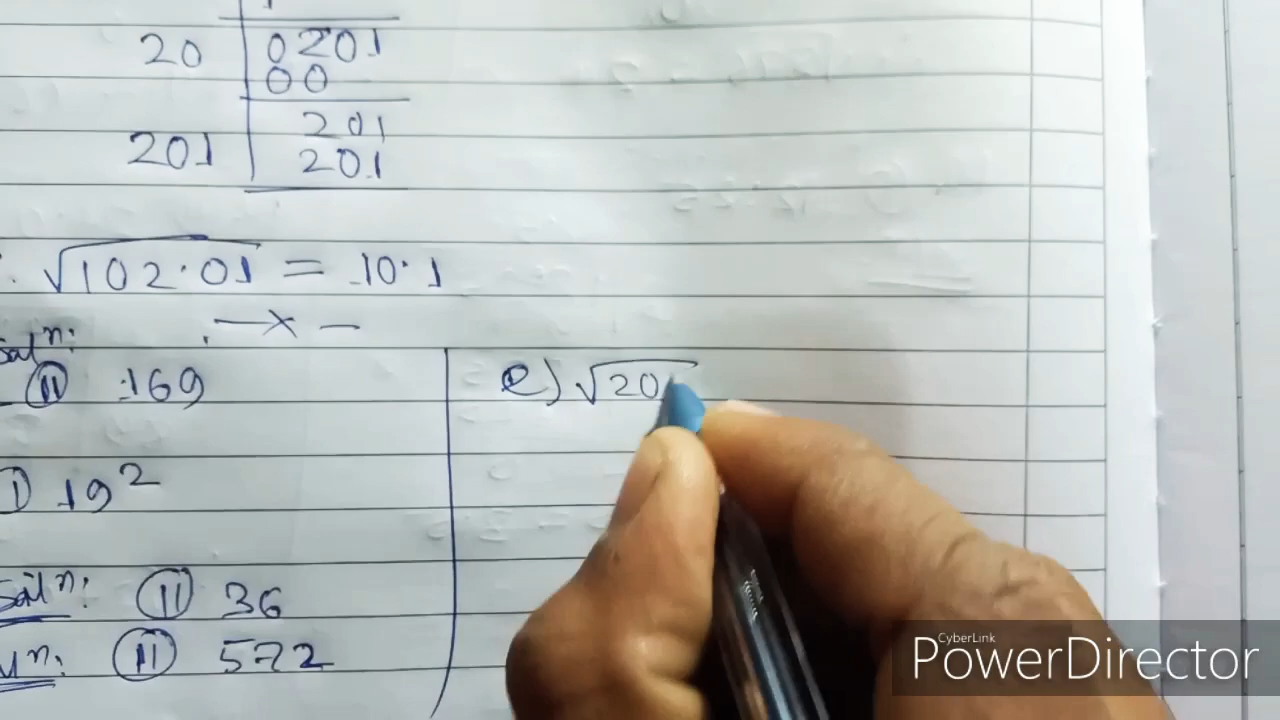 20 | 0201
00
201
201 | 201
√102.01 = 10.1
—x—
Solⁿ:
(II) 169
e) √20
(I) 19²
Solⁿ: (II) 36
(II) 572
CyberLink
PowerDirector